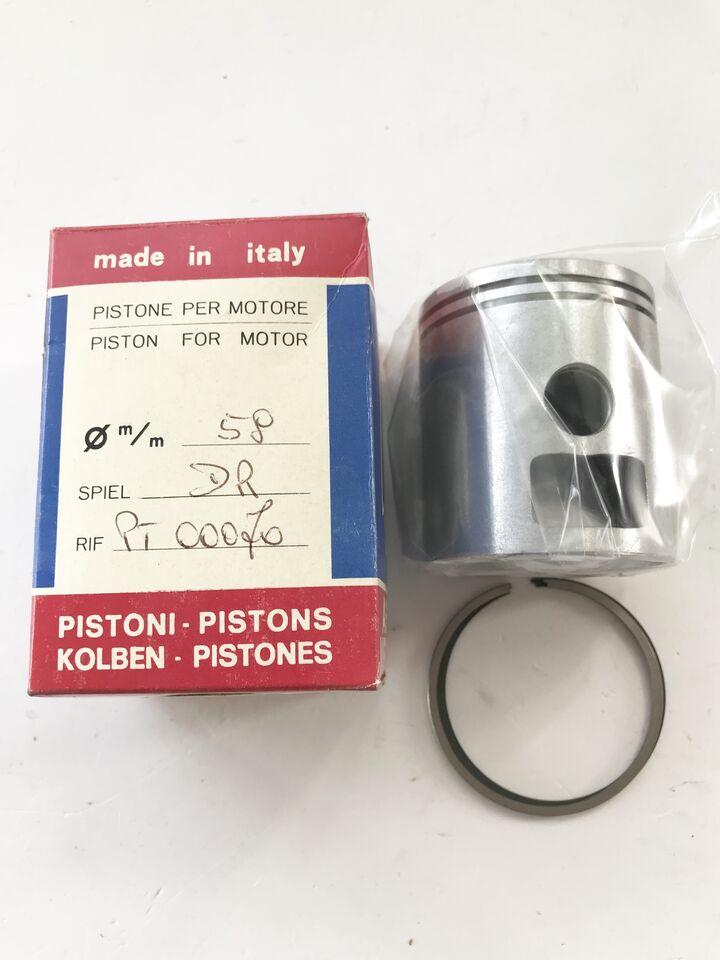 made in italy
PISTONE PER MOTORE
PISTON FOR MOTOR
Ø m/m 58
SPIEL DR
RIF PT 00070
PISTONI - PISTONS
KOLBEN - PISTONES